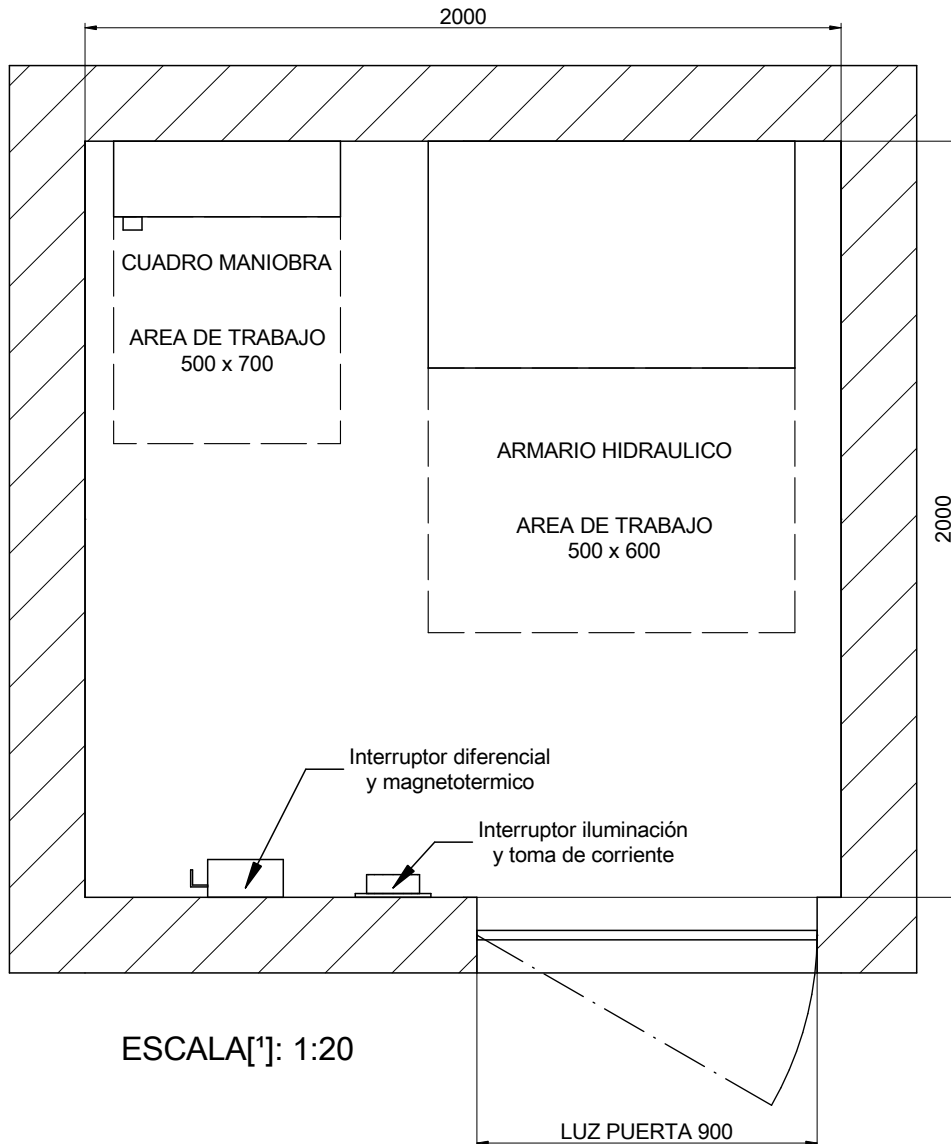 2000
CUADRO MANIOBRA
AREA DE TRABAJO
500 x 700
ARMARIO HIDRAULICO
AREA DE TRABAJO
500 x 600
2000
Interruptor diferencial
y magnetotermico
Interruptor iluminación
y toma de corriente
ESCALA[¹]: 1:20
LUZ PUERTA 900